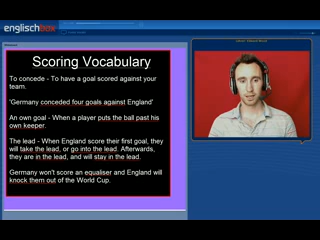 englischBox
Scoring Vocabulary
To concede - To have a goal scored against your
team.
'Germany conceded four goals against England'
An own goal - When a player puts the ball past his
own keeper.
The lead - When England score their first goal, they
will take the lead, or go into the lead. Afterwards,
they are in the lead, and will stay in the lead.
Germany won't score an equaliser and England will
knock them out of the World Cup.